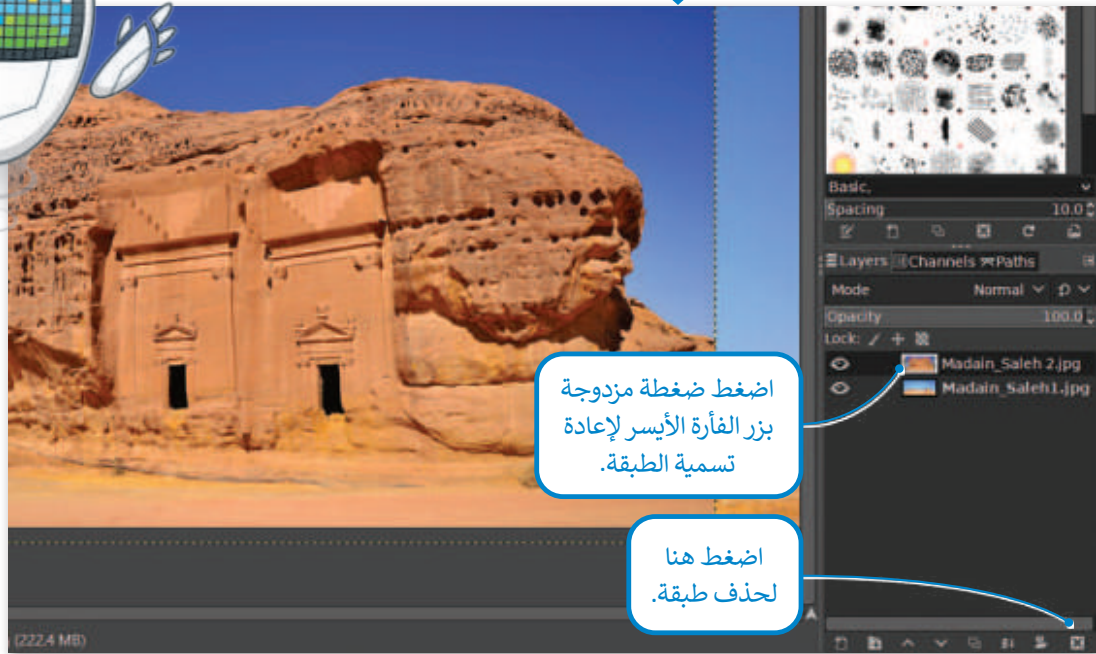 Basic,
Spacing 10.0
Layers Channels Paths
Mode Normal
Opacity 100.0
Lock:
Madain_Saleh 2.jpg
Madain_Saleh1.jpg
اضغط ضغطة مزدوجة
بزر الفأرة الأيسر لإعادة
تسمية الطبقة.
اضغط هنا
لحذف طبقة.
(222.4 MB)